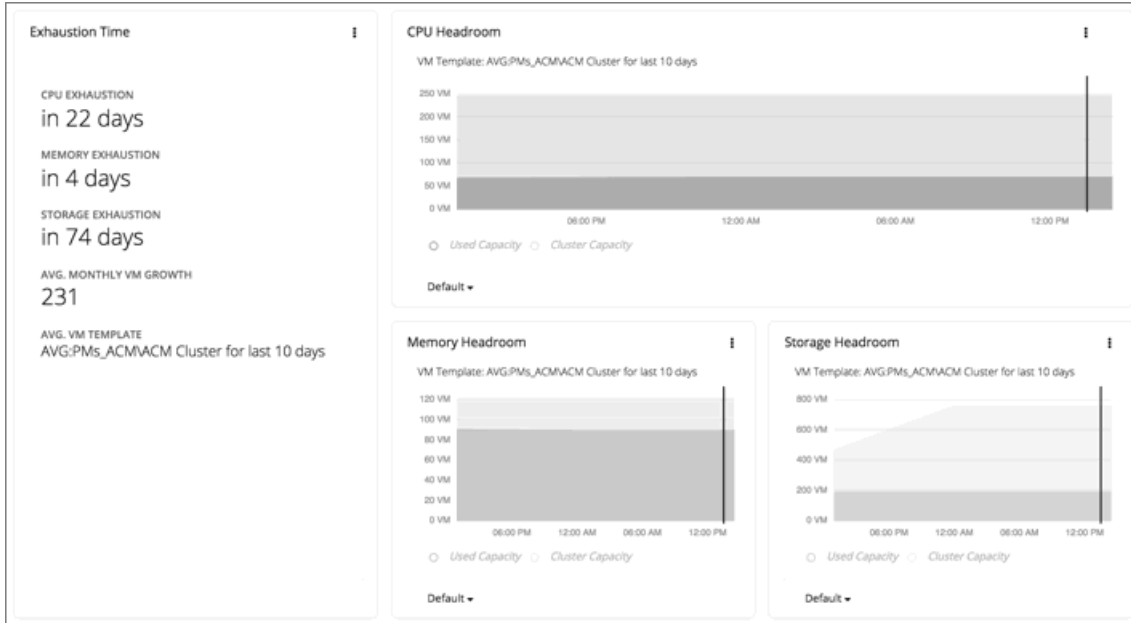 Exhaustion Time
CPU EXHAUSTION
in 22 days
MEMORY EXHAUSTION
in 4 days
STORAGE EXHAUSTION
in 74 days
AVG. MONTHLY VM GROWTH
231
AVG. VM TEMPLATE
AVG:PMs_ACM\ACM Cluster for last 10 days
CPU Headroom
VM Template: AVG:PMs_ACM\ACM Cluster for last 10 days
250 VM
200 VM
150 VM
100 VM
50 VM
0 VM
06:00 PM 12:00 AM 06:00 AM 12:00 PM
Used Capacity Cluster Capacity
Default
Memory Headroom
VM Template: AVG:PMs_ACM\ACM Cluster for last 10 days
120 VM
100 VM
80 VM
60 VM
40 VM
20 VM
0 VM
06:00 PM 12:00 AM 06:00 AM 12:00 PM
Used Capacity Cluster Capacity
Default
Storage Headroom
VM Template: AVG:PMs_ACM\ACM Cluster for last 10 days
800 VM
600 VM
400 VM
200 VM
0 VM
06:00 PM 12:00 AM 06:00 AM 12:00 PM
Used Capacity Cluster Capacity
Default